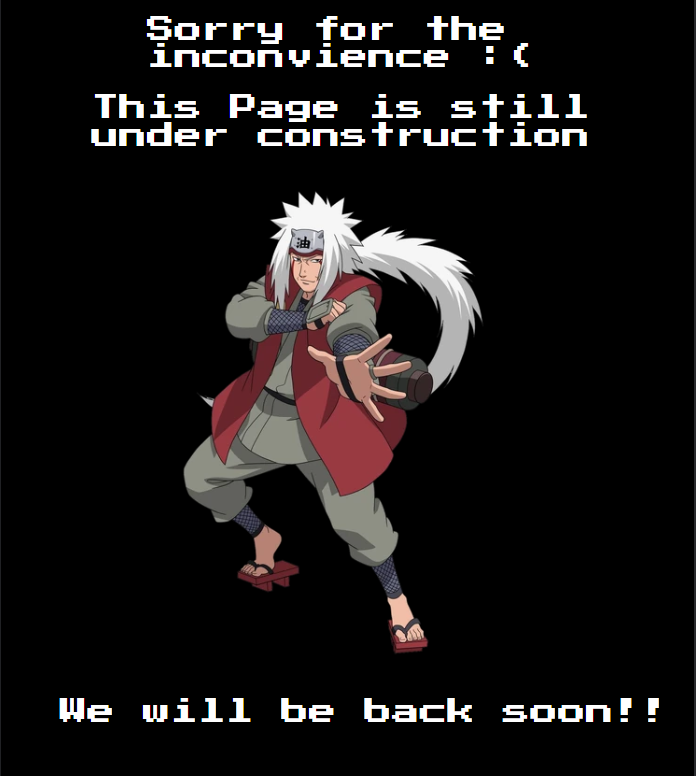 Sorry for the
inconvience :(
This Page is still
under construction
油
We will be back soon!!